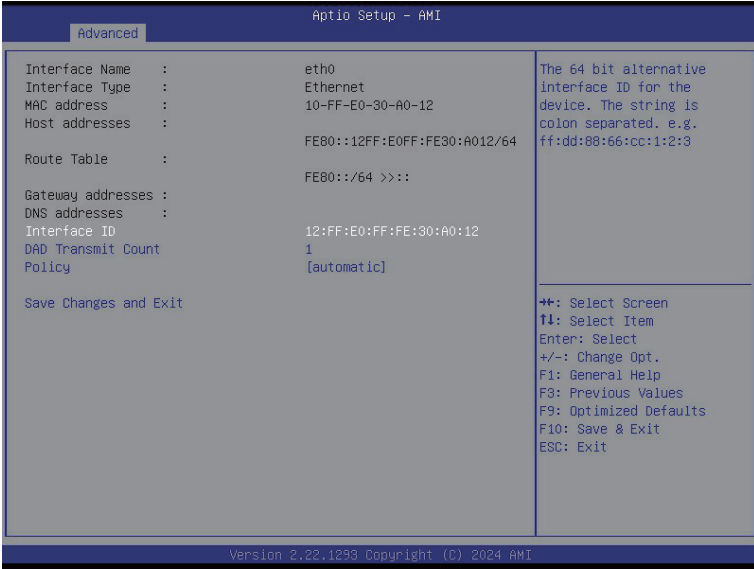 Aptio Setup – AMI
Advanced
Interface Name : eth0
Interface Type : Ethernet
MAC address : 10-FF-E0-30-A0-12
Host addresses :
FE80::12FF:E0FF:FE30:A012/64
Route Table :
FE80::/64 >>::
Gateway addresses :
DNS addresses :
Interface ID 12:FF:E0:FF:FE:30:A0:12
DAD Transmit Count 1
Policy [automatic]
Save Changes and Exit
The 64 bit alternative
interface ID for the
device. The string is
colon separated. e.g.
ff:dd:88:66:cc:1:2:3
→←: Select Screen
↑↓: Select Item
Enter: Select
+/-: Change Opt.
F1: General Help
F3: Previous Values
F9: Optimized Defaults
F10: Save & Exit
ESC: Exit
Version 2.22.1293 Copyright (C) 2024 AMI